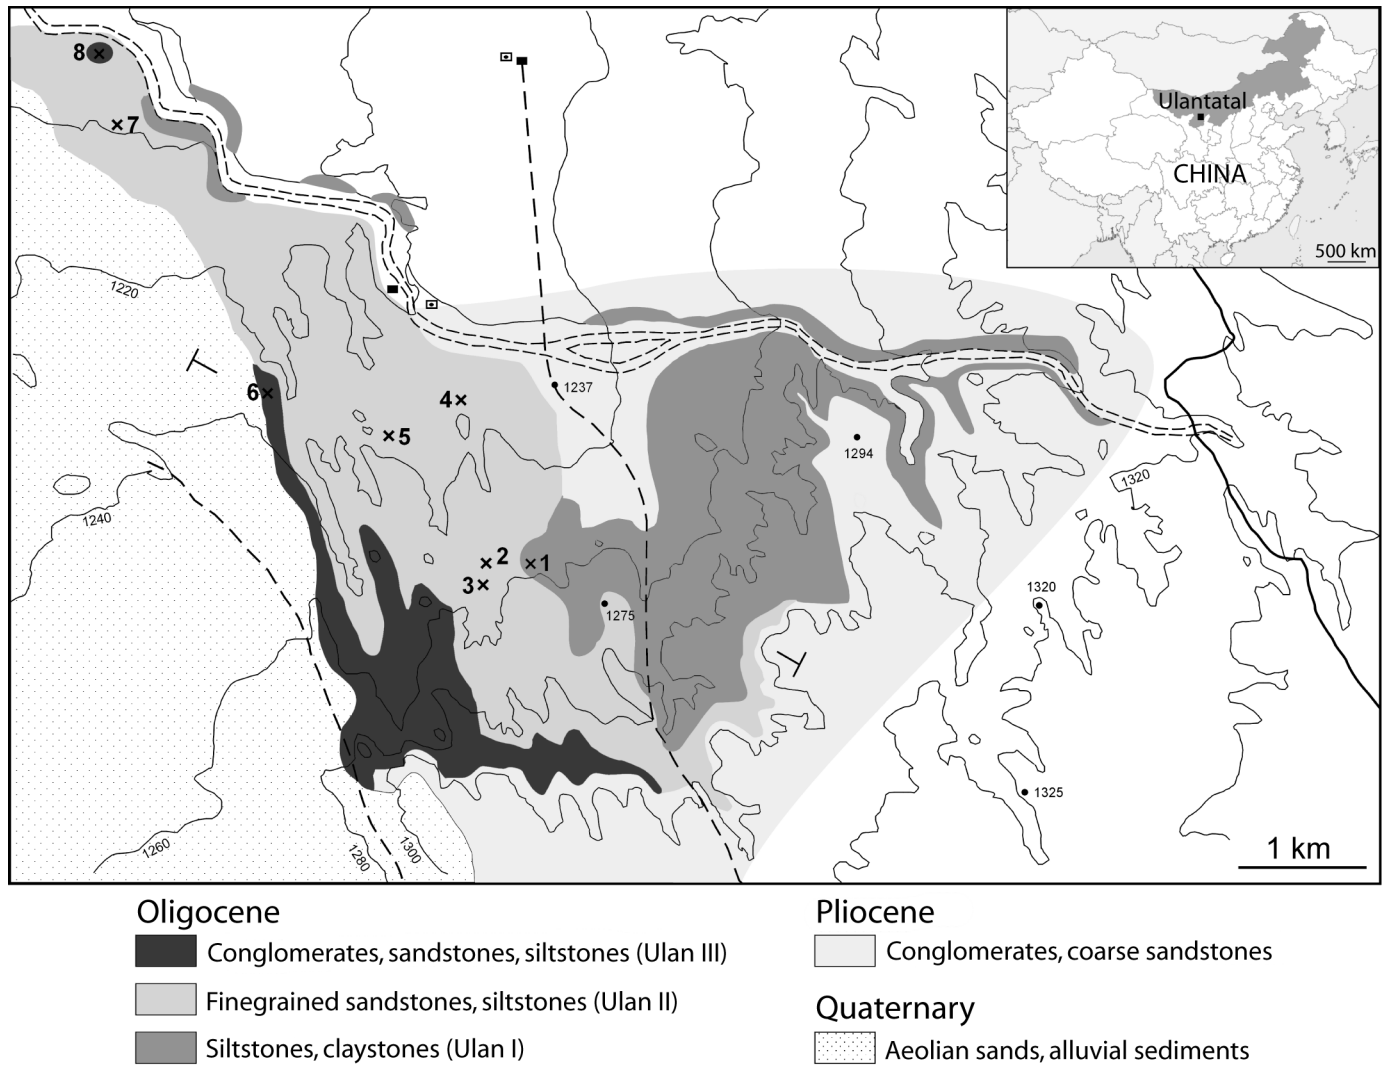 8
7
Ulantatal
CHINA
500 km
1220
6
4
5
1237
1294
1320
1240
2
3
1
1275
1320
1325
1260
1280
1300
1 km
Oligocene
Conglomerates, sandstones, siltstones (Ulan III)
Finegrained sandstones, siltstones (Ulan II)
Siltstones, claystones (Ulan I)
Pliocene
Conglomerates, coarse sandstones
Quaternary
Aeolian sands, alluvial sediments